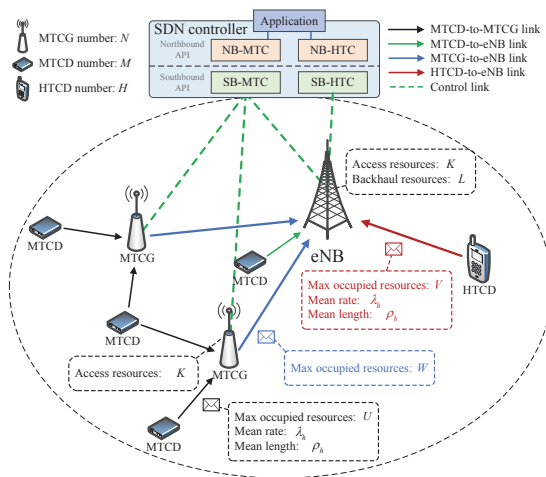 MTCG number: N
MTCD number: M
HTCD number: H
SDN controller
Application
Northbound API
NB-MTC
NB-HTC
Southbound API
SB-MTC
SB-HTC
MTCD-to-MTCG link
MTCD-to-eNB link
MTCG-to-eNB link
HTCD-to-eNB link
Control link
Access resources: K
Backhaul resources: L
MTCD
MTCG
eNB
MTCD
HTCD
Max occupied resources: V
Mean rate: λh
Mean length: ρh
MTCD
MTCG
Access resources: K
Max occupied resources: W
MTCD
Max occupied resources: U
Mean rate: λh
Mean length: ρh